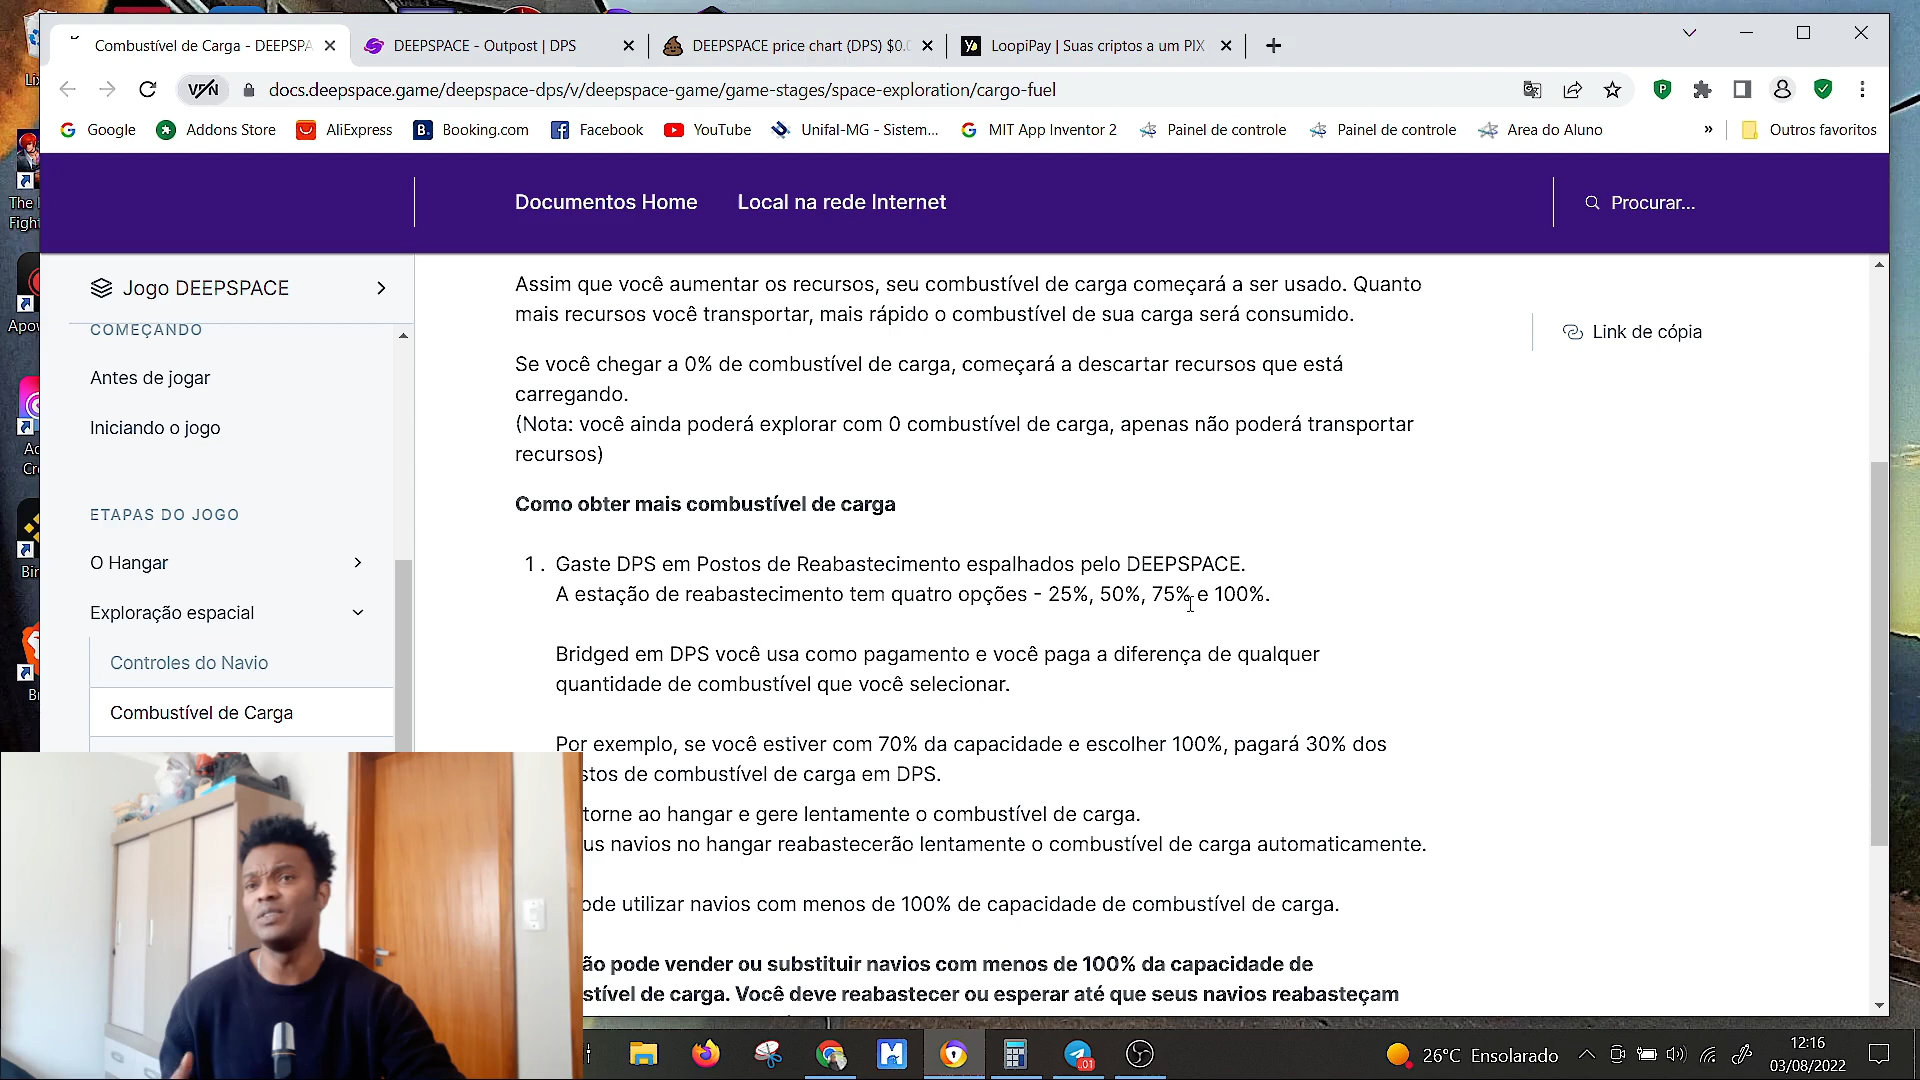 Combustível de Carga - DEEPSPA
DEEPSPACE - Outpost | DPS
DEEPSPACE price chart (DPS) $0.
LoopiPay | Suas criptos a um PIX
VPN
docs.deepspace.game/deepspace-dps/v/deepspace-game/game-stages/space-exploration/cargo-fuel
Google
Addons Store
AliExpress
Booking.com
Facebook
YouTube
Unifal-MG - Sistem...
MIT App Inventor 2
Painel de controle
Painel de controle
Area do Aluno
»
Outros favoritos
Documentos Home
Local na rede Internet
Procurar...
Jogo DEEPSPACE
COMEÇANDO
Antes de jogar
Iniciando o jogo
ETAPAS DO JOGO
O Hangar
Exploração espacial
Controles do Navio
Combustível de Carga
Assim que você aumentar os recursos, seu combustível de carga começará a ser usado. Quanto
mais recursos você transportar, mais rápido o combustível de sua carga será consumido.
Se você chegar a 0% de combustível de carga, começará a descartar recursos que está
carregando.
(Nota: você ainda poderá explorar com 0 combustível de carga, apenas não poderá transportar
recursos)
Como obter mais combustível de carga
1. Gaste DPS em Postos de Reabastecimento espalhados pelo DEEPSPACE.
A estação de reabastecimento tem quatro opções - 25%, 50%, 75% e 100%.
Bridged em DPS você usa como pagamento e você paga a diferença de qualquer
quantidade de combustível que você selecionar.
Por exemplo, se você estiver com 70% da capacidade e escolher 100%, pagará 30% dos
stos de combustível de carga em DPS.
torne ao hangar e gere lentamente o combustível de carga.
us navios no hangar reabastecerão lentamente o combustível de carga automaticamente.
ode utilizar navios com menos de 100% de capacidade de combustível de carga.
ão pode vender ou substituir navios com menos de 100% da capacidade de
stível de carga. Você deve reabastecer ou esperar até que seus navios reabasteçam
Link de cópia
The
Fight
Apow
Bin
26°C Ensolarado
12:16
03/08/2022